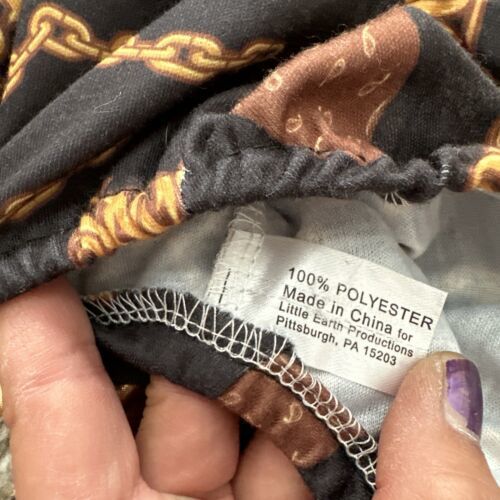 100% POLYESTER
Made in China for
Little Earth Productions
Pittsburgh, PA 15203